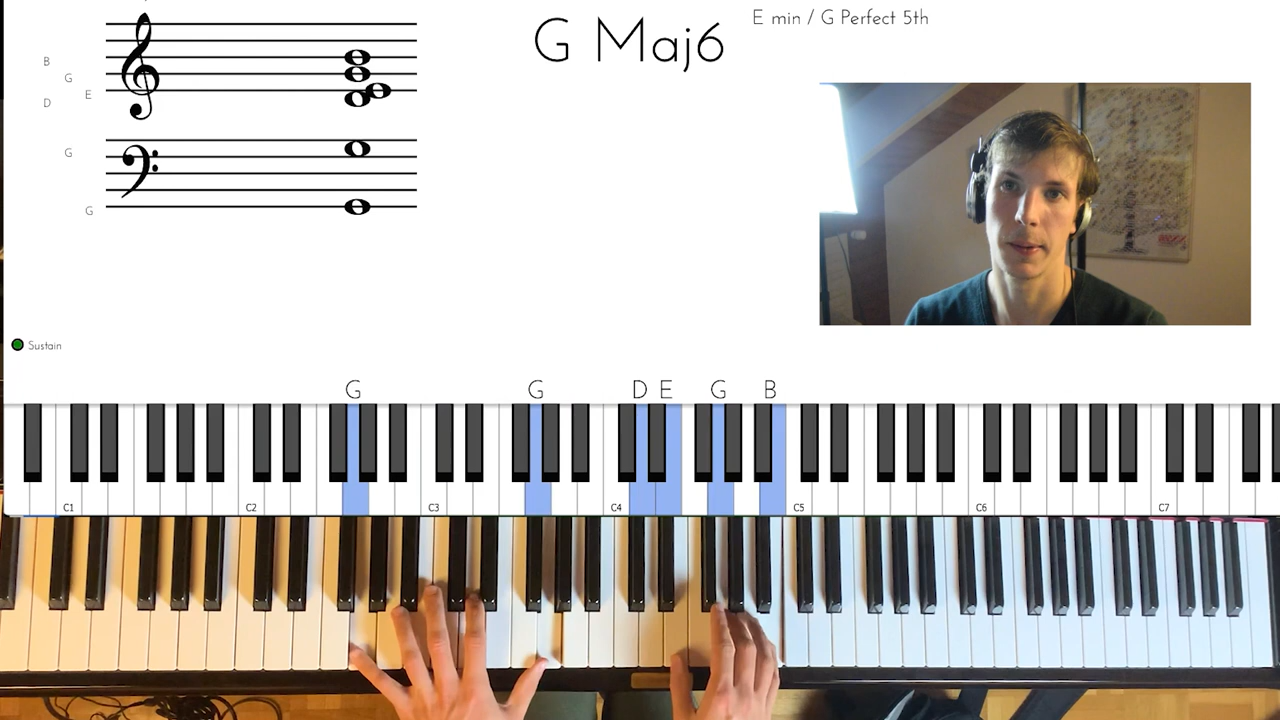 G Maj6
E min / G Perfect 5th
B
G
E
D
G
G
Sustain
G G D E G B
C1 C2 C3 C4 C5 C6 C7